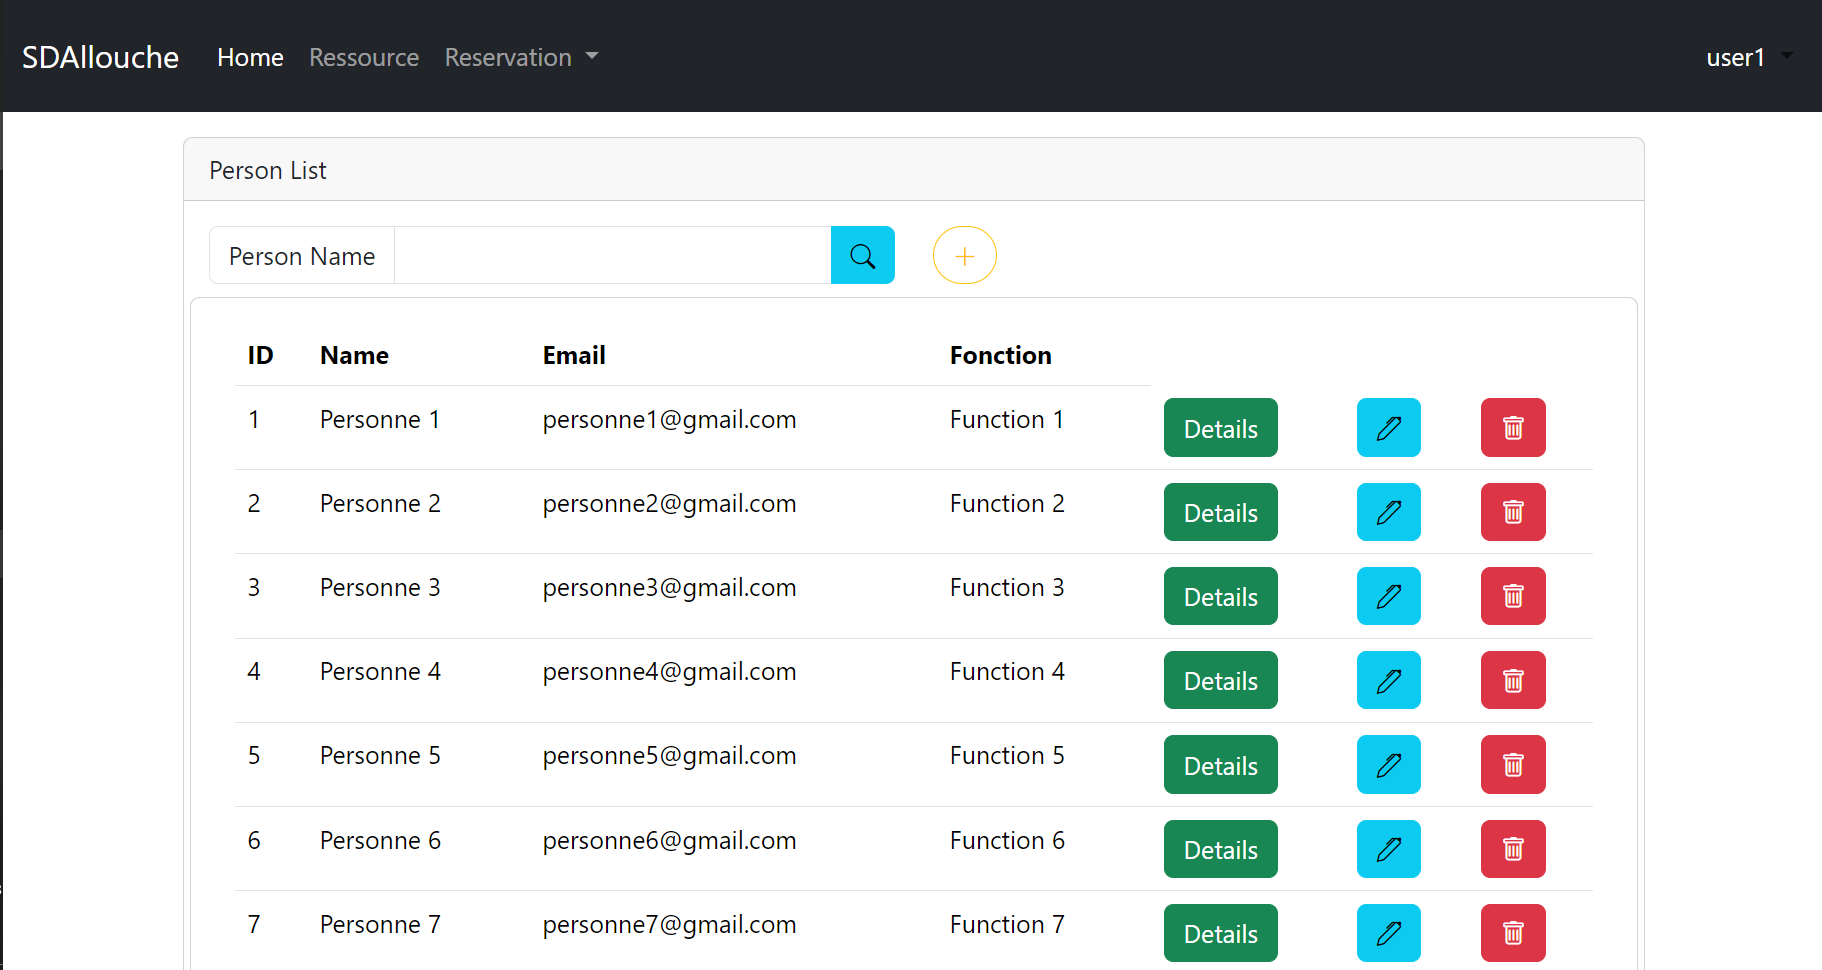 SDAllouche Home Ressource Reservation user1
Person List
Person Name
ID Name Email Fonction
1 Personne 1 personne1@gmail.com Function 1 Details
2 Personne 2 personne2@gmail.com Function 2 Details
3 Personne 3 personne3@gmail.com Function 3 Details
4 Personne 4 personne4@gmail.com Function 4 Details
5 Personne 5 personne5@gmail.com Function 5 Details
6 Personne 6 personne6@gmail.com Function 6 Details
7 Personne 7 personne7@gmail.com Function 7 Details